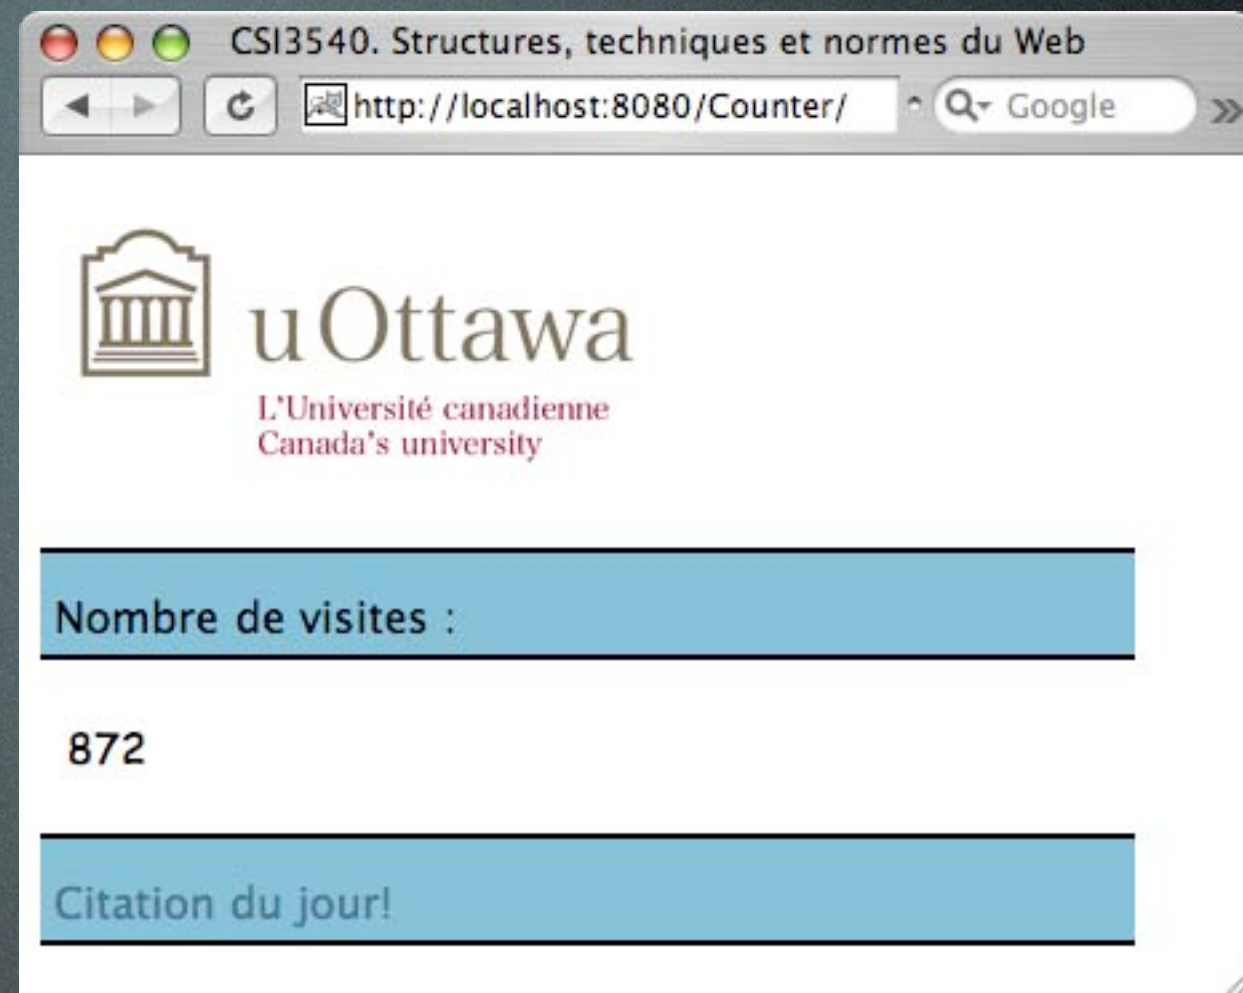 CSI3540. Structures, techniques et normes du Web
http://localhost:8080/Counter/ Google
uOttawa
L'Université canadienne
Canada's university
Nombre de visites :
872
Citation du jour!